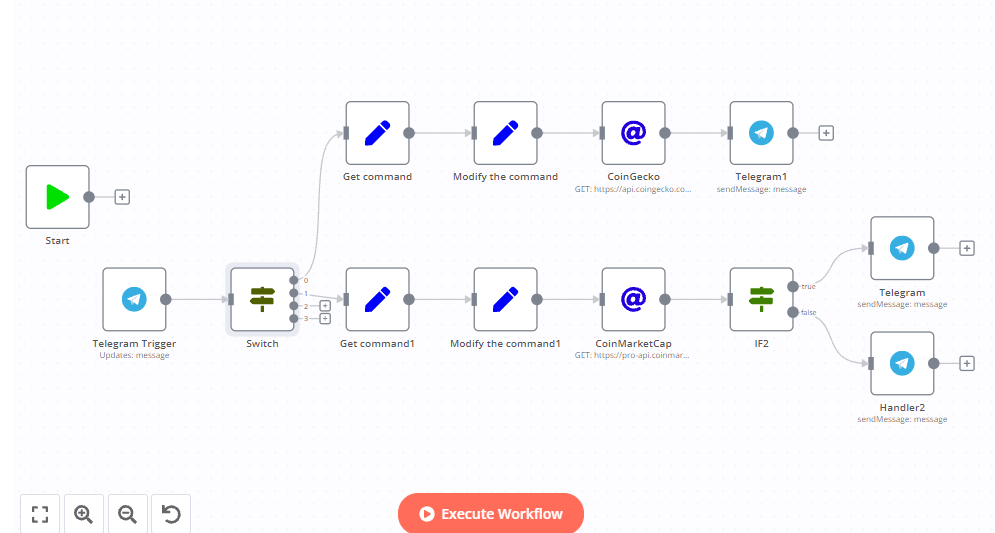 Get command
Modify the command
CoinGecko
GET: https://api.coingecko.co...
Telegram1
sendMessage: message
Start
Telegram Trigger
Updates: message
Switch
0
1
2
3
Get command1
Modify the command1
CoinMarketCap
GET: https://pro-api.coinmar...
IF2
true
false
Telegram
sendMessage: message
Handler2
sendMessage: message
Execute Workflow